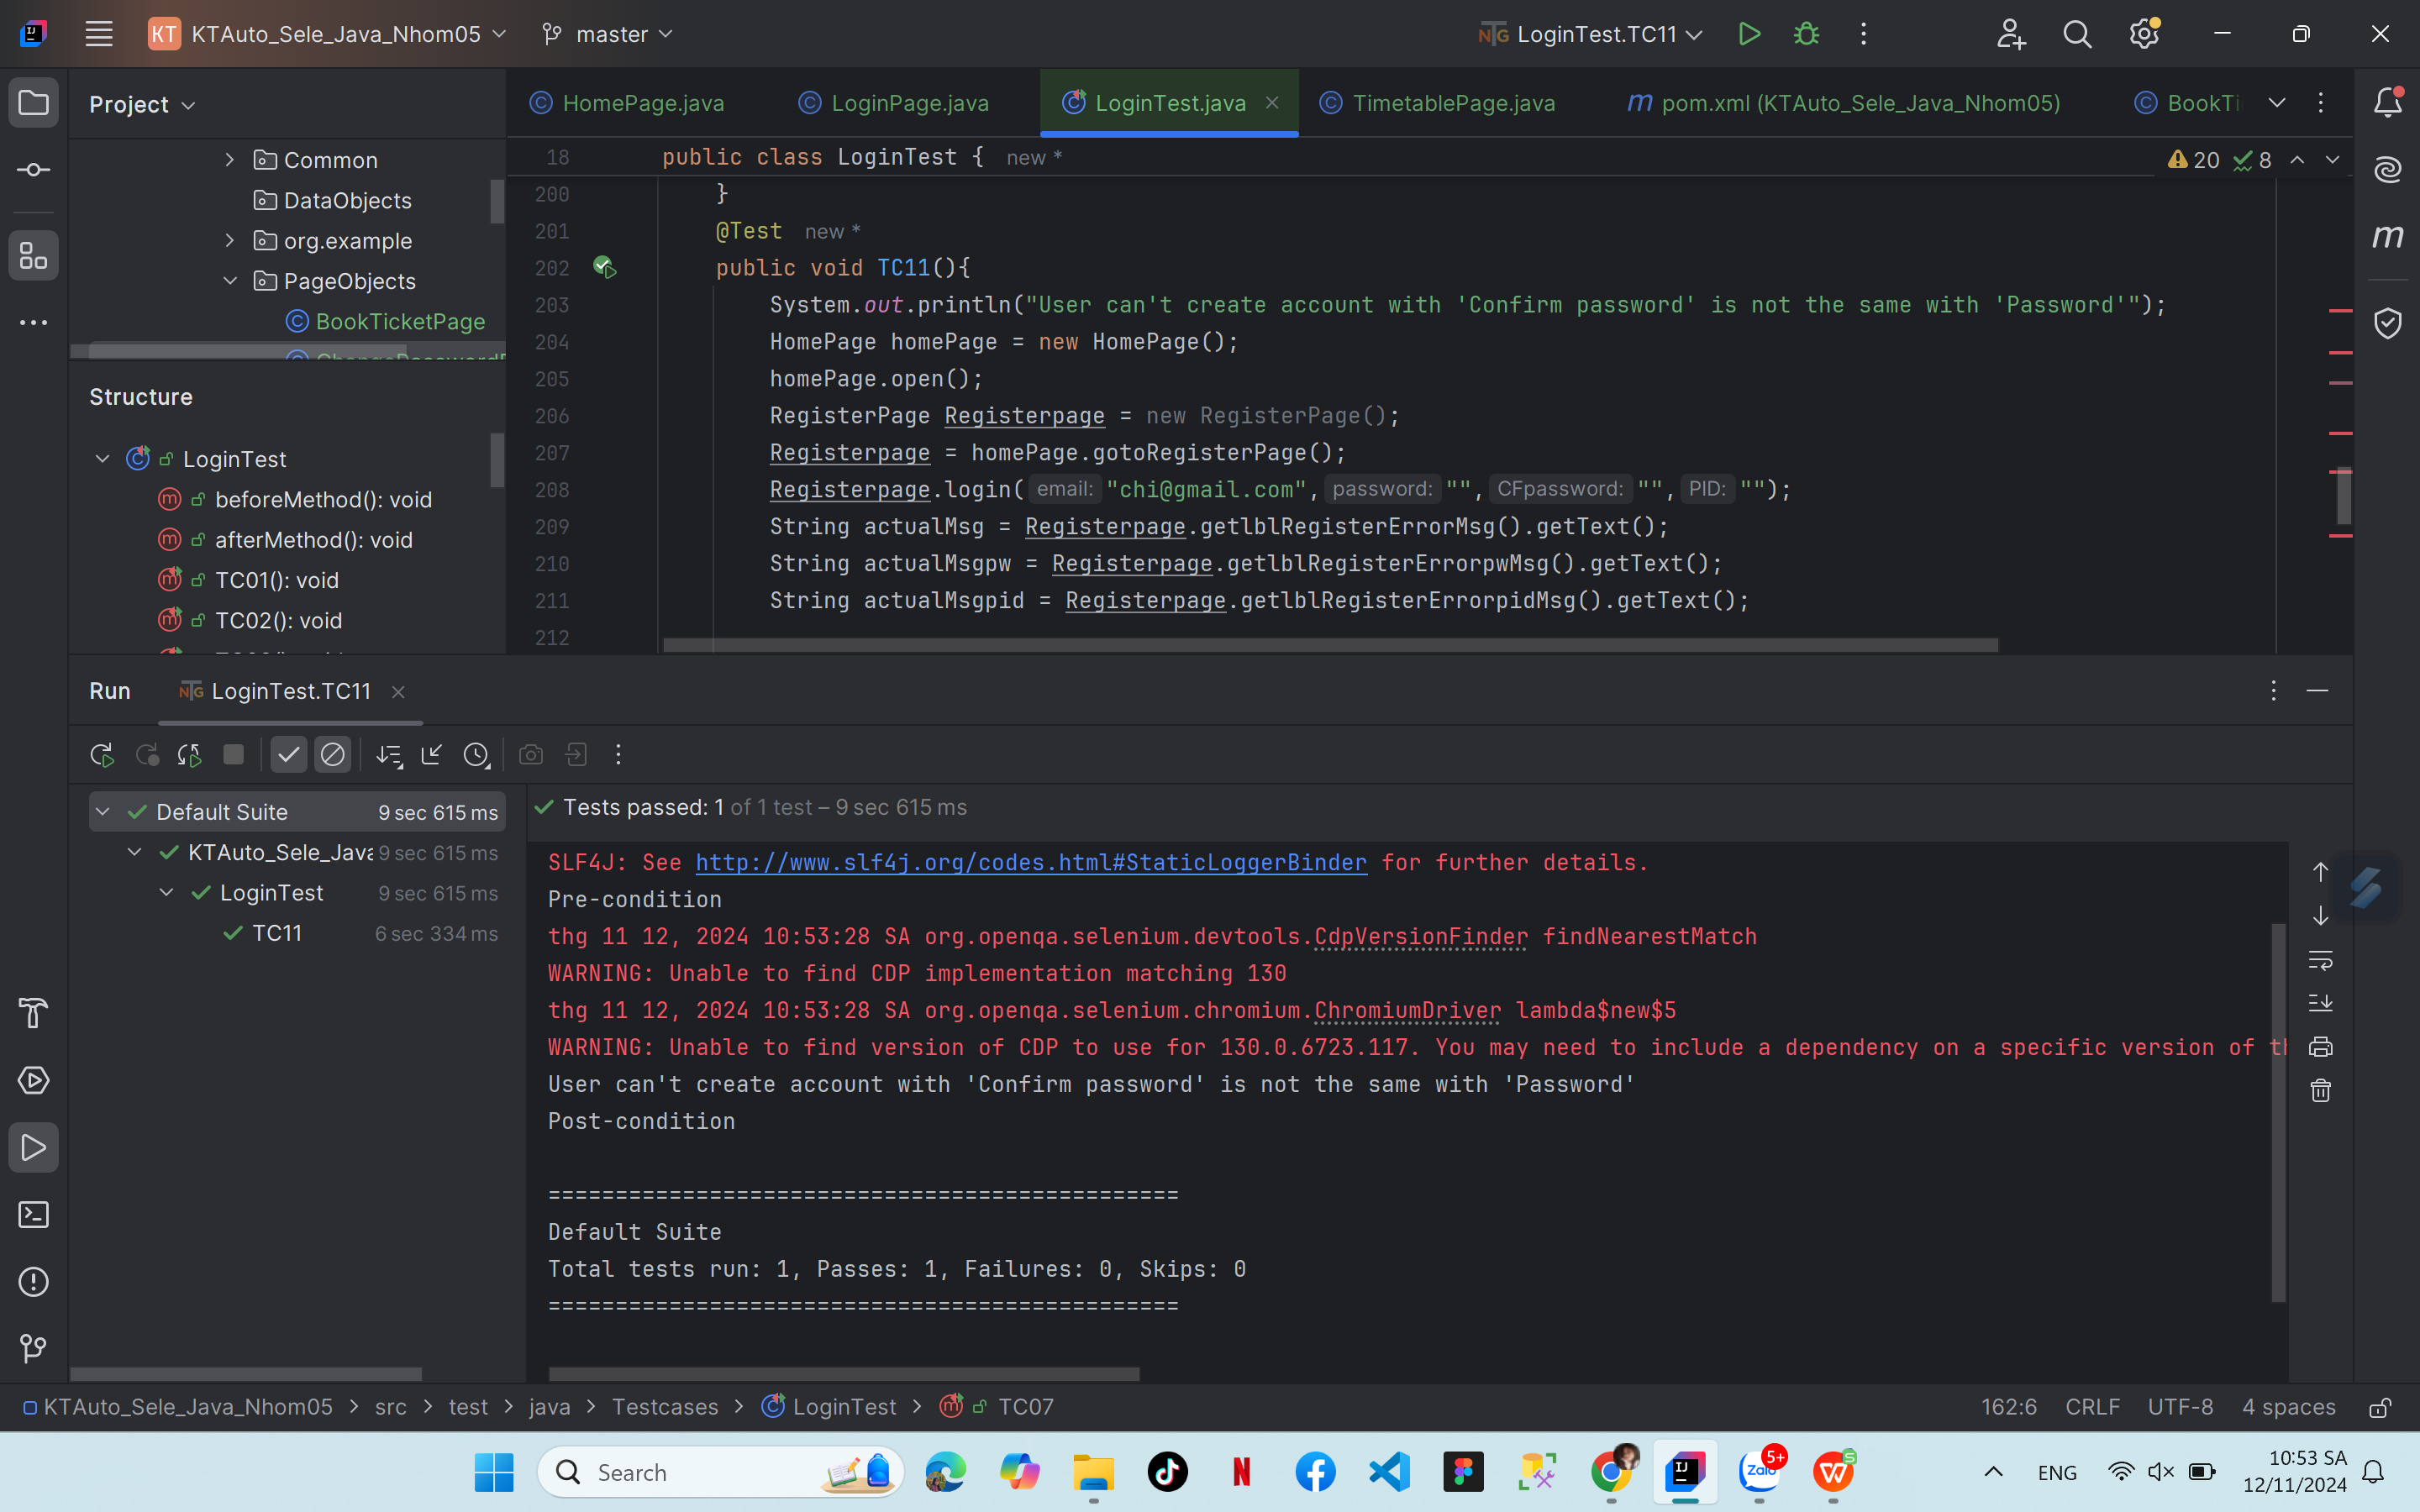 KT KTAuto_Sele_Java_Nhom05 master LoginTest.TC11
Project
HomePage.java LoginPage.java LoginTest.java TimetablePage.java pom.xml (KTAuto_Sele_Java_Nhom05)
Common
DataObjects
org.example
PageObjects
BookTicketPage
Structure
LoginTest
beforeMethod(): void
afterMethod(): void
TC01(): void
TC02(): void
18 public class LoginTest { new *
20 8
200 }
201 @Test new *
202 public void TC11(){
203 System.out.println("User can't create account with 'Confirm password' is not the same with 'Password'");
204 HomePage homePage = new HomePage();
205 homePage.open();
206 RegisterPage Registerpage = new RegisterPage();
207 Registerpage = homePage.gotoRegisterPage();
208 Registerpage.login( email: "chi@gmail.com", password: "", CFpassword: "", PID: "");
209 String actualMsg = Registerpage.getlblRegisterErrorMsg().getText();
210 String actualMsgpw = Registerpage.getlblRegisterErrorpwMsg().getText();
211 String actualMsgpid = Registerpage.getlblRegisterErrorpidMsg().getText();
212
Run LoginTest.TC11
Default Suite 9 sec 615 ms
KTAuto_Sele_Java 9 sec 615 ms
LoginTest 9 sec 615 ms
TC11 6 sec 334 ms
Tests passed: 1 of 1 test – 9 sec 615 ms
SLF4J: See http://www.slf4j.org/codes.html#StaticLoggerBinder for further details.
Pre-condition
thg 11 12, 2024 10:53:28 SA org.openqa.selenium.devtools.CdpVersionFinder findNearestMatch
WARNING: Unable to find CDP implementation matching 130
thg 11 12, 2024 10:53:28 SA org.openqa.selenium.chromium.ChromiumDriver lambda$new$5
WARNING: Unable to find version of CDP to use for 130.0.6723.117. You may need to include a dependency on a specific version of
User can't create account with 'Confirm password' is not the same with 'Password'
Post-condition
===============================================
Default Suite
Total tests run: 1, Passes: 1, Failures: 0, Skips: 0
===============================================
KTAuto_Sele_Java_Nhom05 > src > test > java > Testcases > LoginTest > TC07
162:6 CRLF UTF-8 4 spaces
Search
Zalo 5+
ENG
10:53 SA
12/11/2024